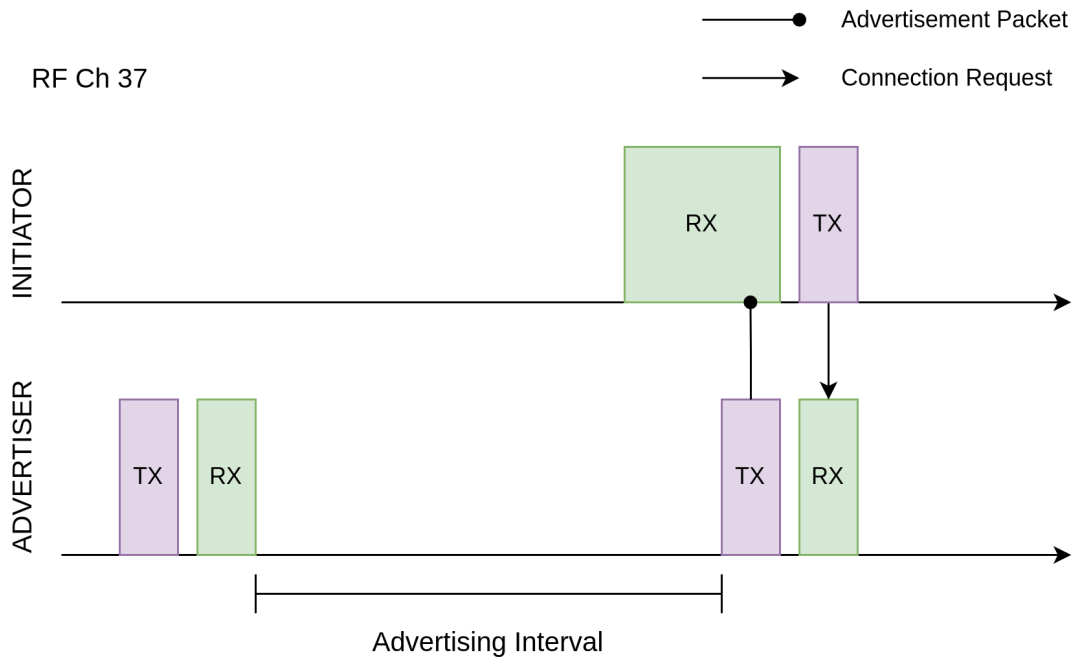 Advertisement Packet
RF Ch 37
Connection Request
INITIATOR
RX
TX
ADVERTISER
TX
RX
TX
RX
Advertising Interval